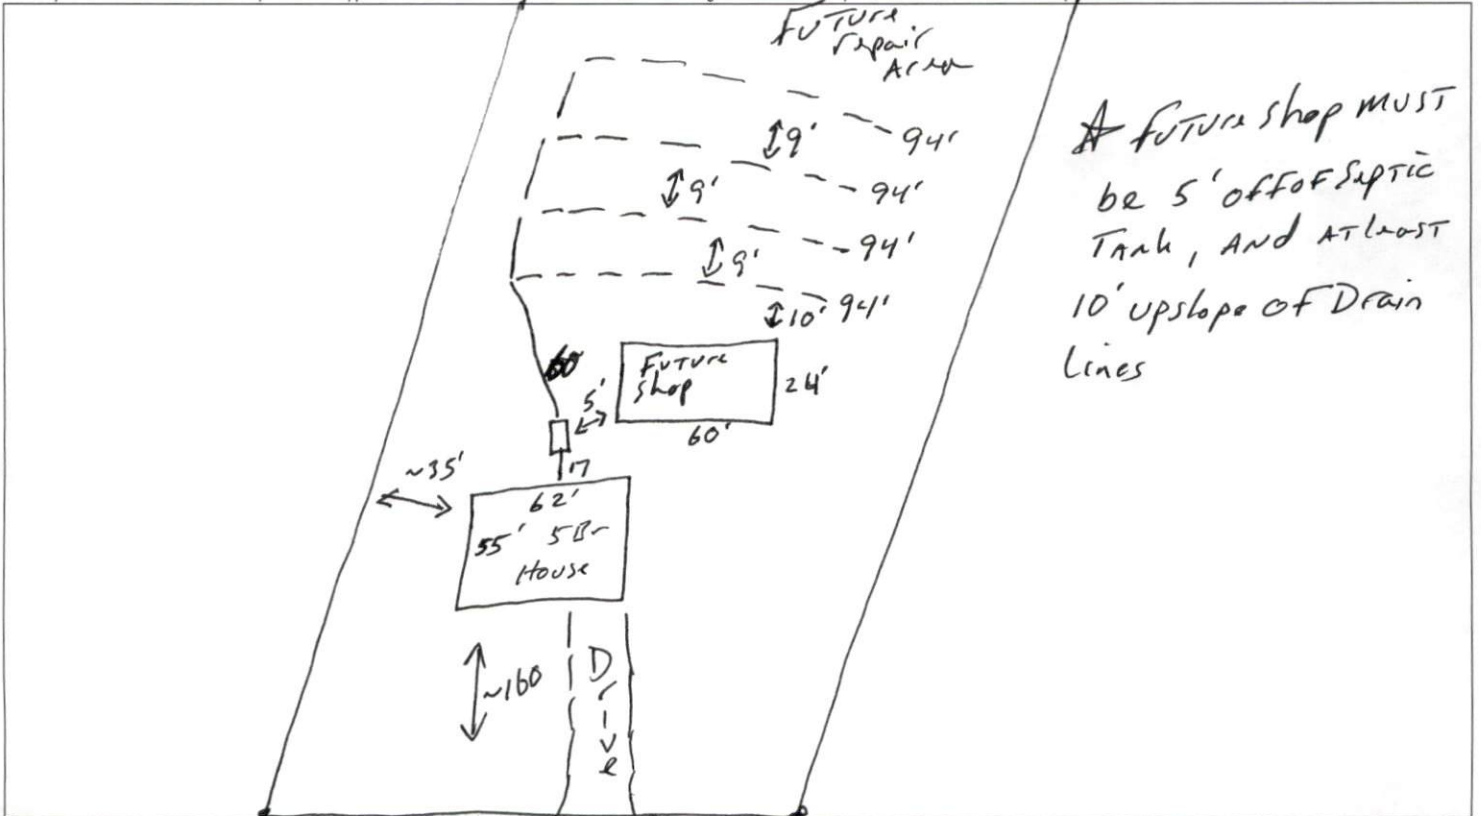 Future
repair
Area
9' 94'
9' 94'
9' 94'
10' 94'
Future
shop
24'
60'
5'
60
17
~35'
62'
55' 5Br
House
~160
Drive
☆ Future shop MUST
be 5' off of Septic
Tank, And AT least
10' upslope of Drain
Lines